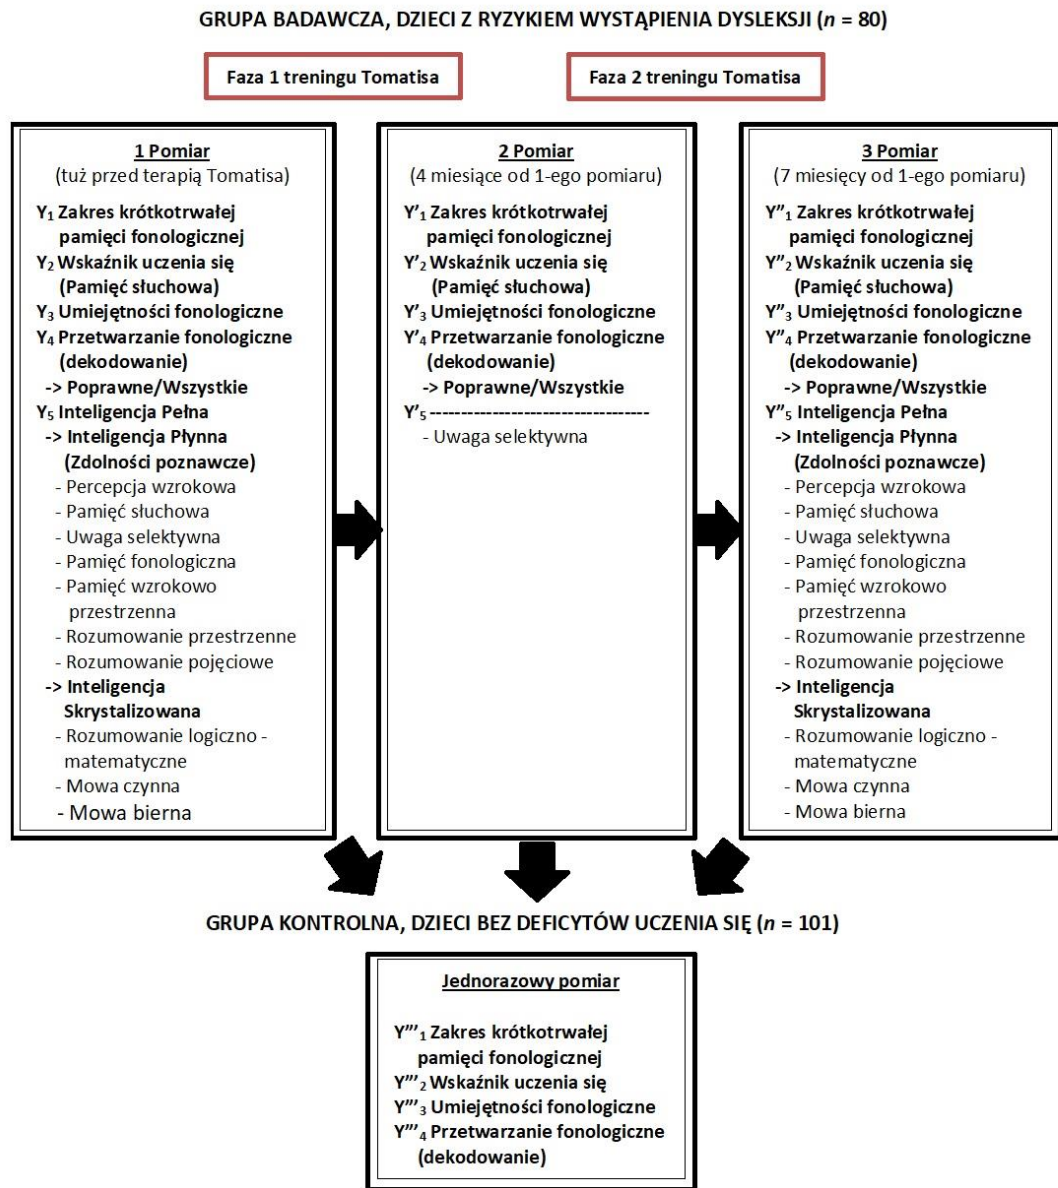 GRUPA BADAWCZA, DZIECI Z RYZYKIEM WYSTĄPIENIA DYSLEKSJI (n = 80)
Faza 1 treningu Tomatisa
Faza 2 treningu Tomatisa
1 Pomiar
(tuż przed terapią Tomatisa)
Y1 Zakres krótkotrwałej
pamięci fonologicznej
Y2 Wskaźnik uczenia się
(Pamięć słuchowa)
Y3 Umiejętności fonologiczne
Y4 Przetwarzanie fonologiczne
(dekodowanie)
-> Poprawne/Wszystkie
Y5 Inteligencja Pełna
-> Inteligencja Płynna
(Zdolności poznawcze)
- Percepcja wzrokowa
- Pamięć słuchowa
- Uwaga selektywna
- Pamięć fonologiczna
- Pamięć wzrokowo
przestrzenna
- Rozumowanie przestrzenne
- Rozumowanie pojęciowe
-> Inteligencja
Skrystalizowana
- Rozumowanie logiczno -
matematyczne
- Mowa czynna
- Mowa bierna
2 Pomiar
(4 miesiące od 1-ego pomiaru)
Y'1 Zakres krótkotrwałej
pamięci fonologicznej
Y'2 Wskaźnik uczenia się
(Pamięć słuchowa)
Y'3 Umiejętności fonologiczne
Y'4 Przetwarzanie fonologiczne
(dekodowanie)
-> Poprawne/Wszystkie
Y'5 -----------------------------------
- Uwaga selektywna
3 Pomiar
(7 miesięcy od 1-ego pomiaru)
Y"1 Zakres krótkotrwałej
pamięci fonologicznej
Y"2 Wskaźnik uczenia się
(Pamięć słuchowa)
Y"3 Umiejętności fonologiczne
Y"4 Przetwarzanie fonologiczne
(dekodowanie)
-> Poprawne/Wszystkie
Y"5 Inteligencja Pełna
-> Inteligencja Płynna
(Zdolności poznawcze)
- Percepcja wzrokowa
- Pamięć słuchowa
- Uwaga selektywna
- Pamięć fonologiczna
- Pamięć wzrokowo
przestrzenna
- Rozumowanie przestrzenne
- Rozumowanie pojęciowe
-> Inteligencja
Skrystalizowana
- Rozumowanie logiczno -
matematyczne
- Mowa czynna
- Mowa bierna
GRUPA KONTROLNA, DZIECI BEZ DEFICYTÓW UCZENIA SIĘ (n = 101)
Jednorazowy pomiar
Y"'1 Zakres krótkotrwałej
pamięci fonologicznej
Y"'2 Wskaźnik uczenia się
Y"'3 Umiejętności fonologiczne
Y"'4 Przetwarzanie fonologiczne
(dekodowanie)